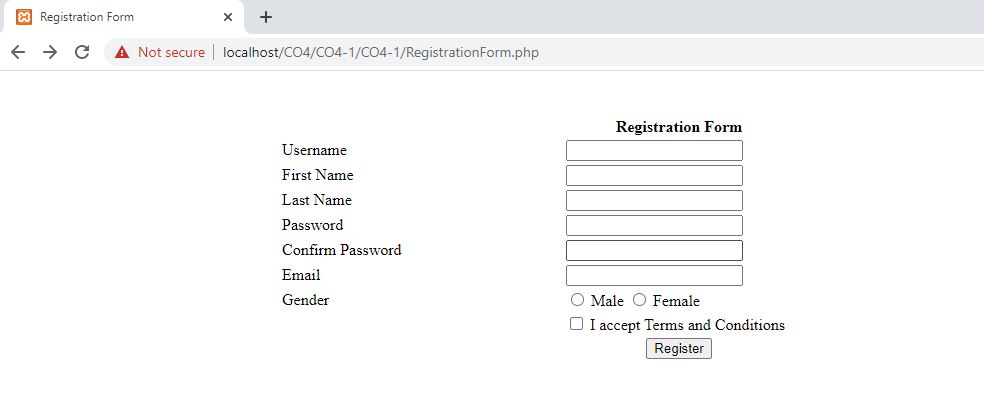 Registration Form
Not secure localhost/CO4/CO4-1/CO4-1/RegistrationForm.php
Registration Form
Username
First Name
Last Name
Password
Confirm Password
Email
Gender Male Female
I accept Terms and Conditions
Register